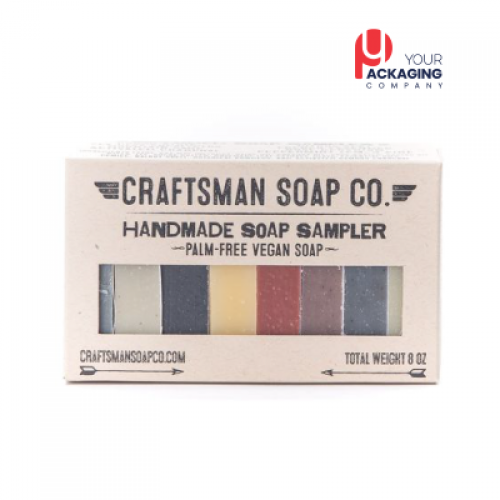 YOUR
PACKAGING
COMPANY
CRAFTSMAN SOAP CO.
HANDMADE SOAP SAMPLER
PALM-FREE VEGAN SOAP
CRAFTSMANSOAPCO.COM
TOTAL WEIGHT 8 OZ